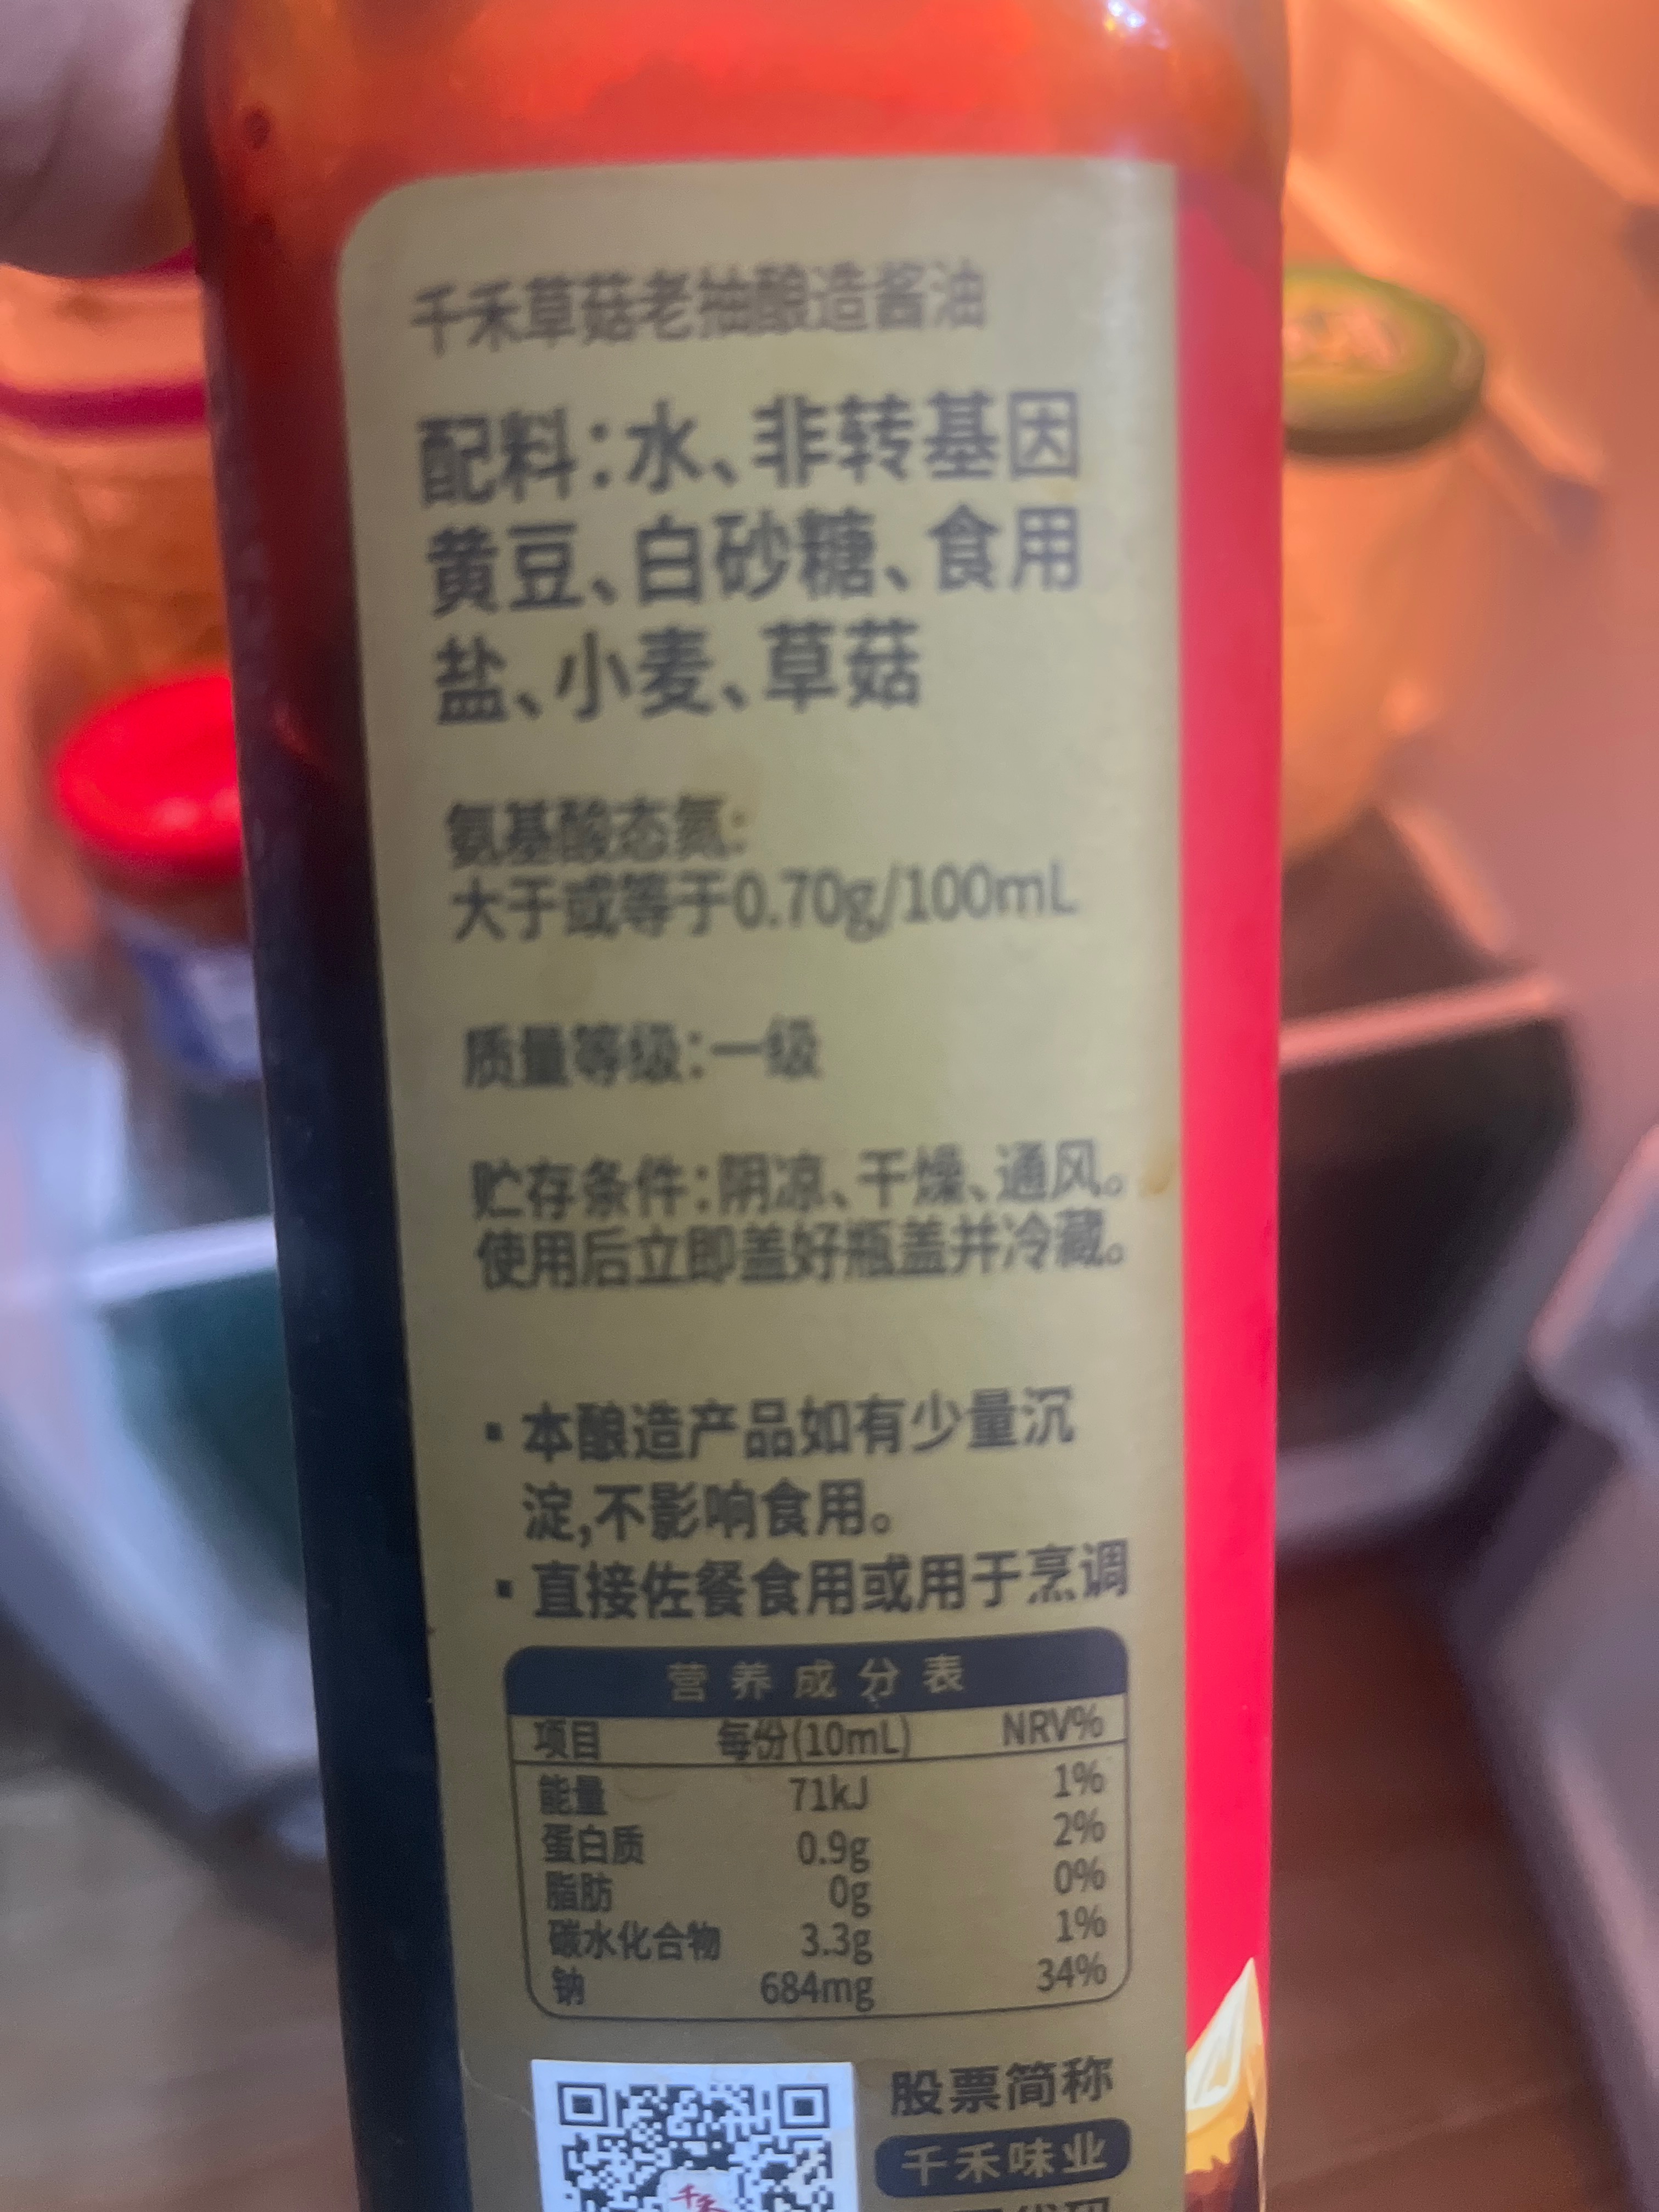 千禾草菇老抽酿造酱油
配料：水、非转基因
黄豆、白砂糖、食用
盐、小麦、草菇
氨基酸态氮：
大于或等于0.70g/100mL
质量等级：一级
贮存条件：阴凉、干燥、通风。
使用后立即盖好瓶盖并冷藏。
▪ 本酿造产品如有少量沉
淀,不影响食用。
▪ 直接佐餐食用或用于烹调
营养成分表
项目 每份(10mL) NRV%
能量 71kJ 1%
蛋白质 0.9g 2%
脂肪 0g 0%
碳水化合物 3.3g 1%
钠 684mg 34%
股票简称
千禾味业
千禾